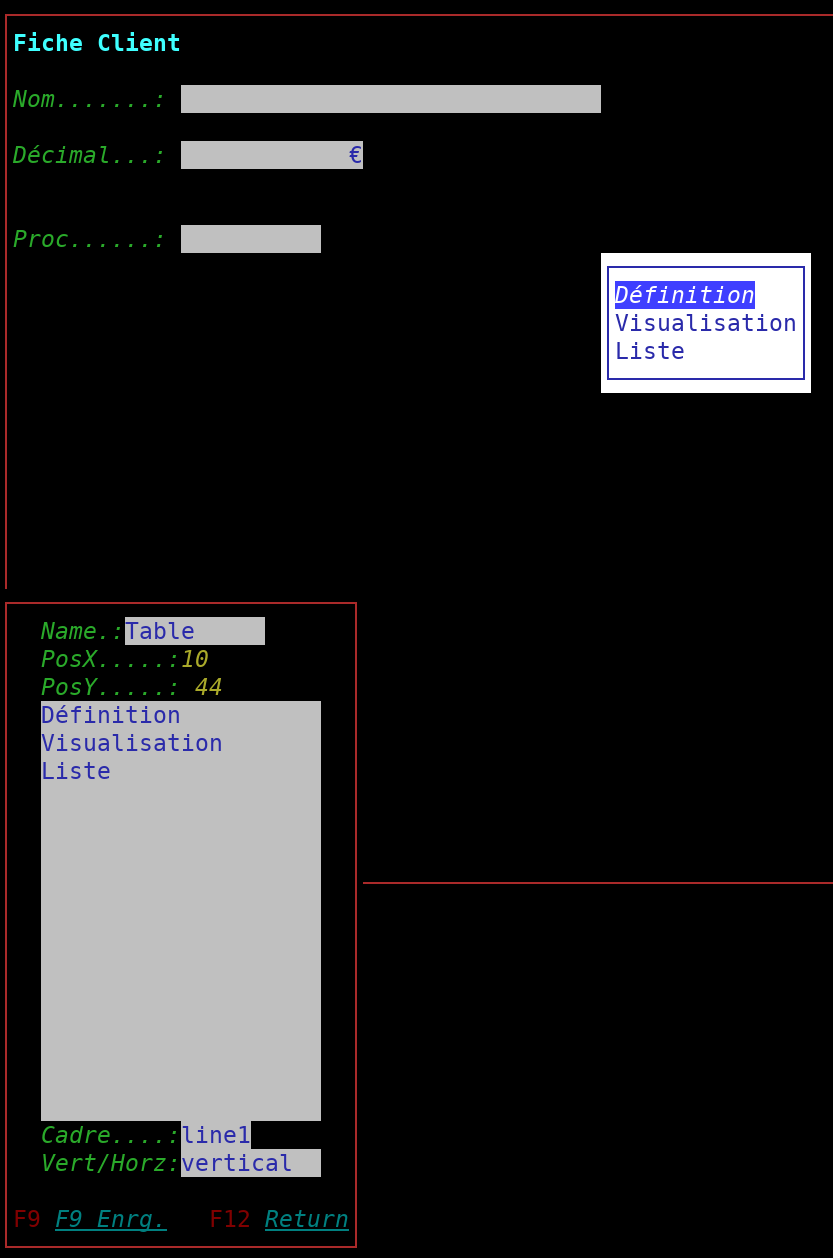 Fiche Client
Nom.......:
Décimal...: €
Proc......:
Définition
Visualisation
Liste
Name.:Table
PosX.....:10
PosY.....: 44
Définition
Visualisation
Liste
Cadre....:line1
Vert/Horz:vertical
F9 F9 Enrg. F12 Return